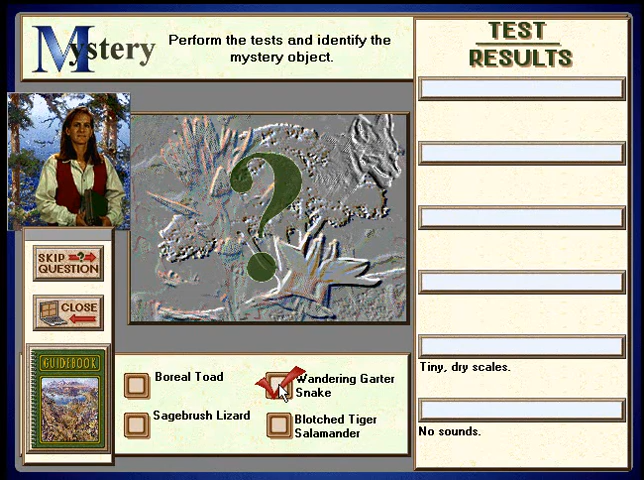 Mystery
Perform the tests and identify the
mystery object.
TEST
RESULTS
?
SKIP
QUESTION
CLOSE
GUIDEBOOK
Boreal Toad
Wandering Garter
Snake
Sagebrush Lizard
Blotched Tiger
Salamander
Tiny, dry scales.
No sounds.